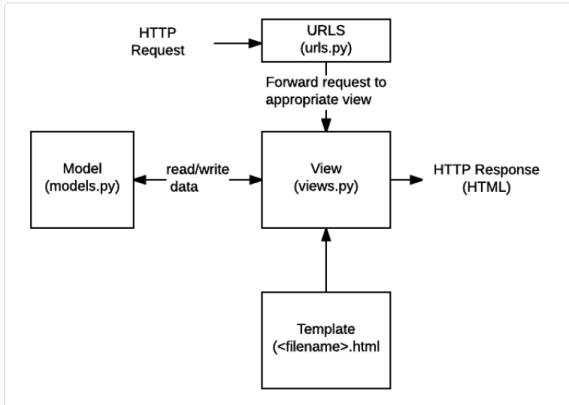 HTTP
Request
URLS
(urls.py)
Forward request to
appropriate view
Model
(models.py)
read/write
data
View
(views.py)
HTTP Response
(HTML)
Template
(<filename>.html